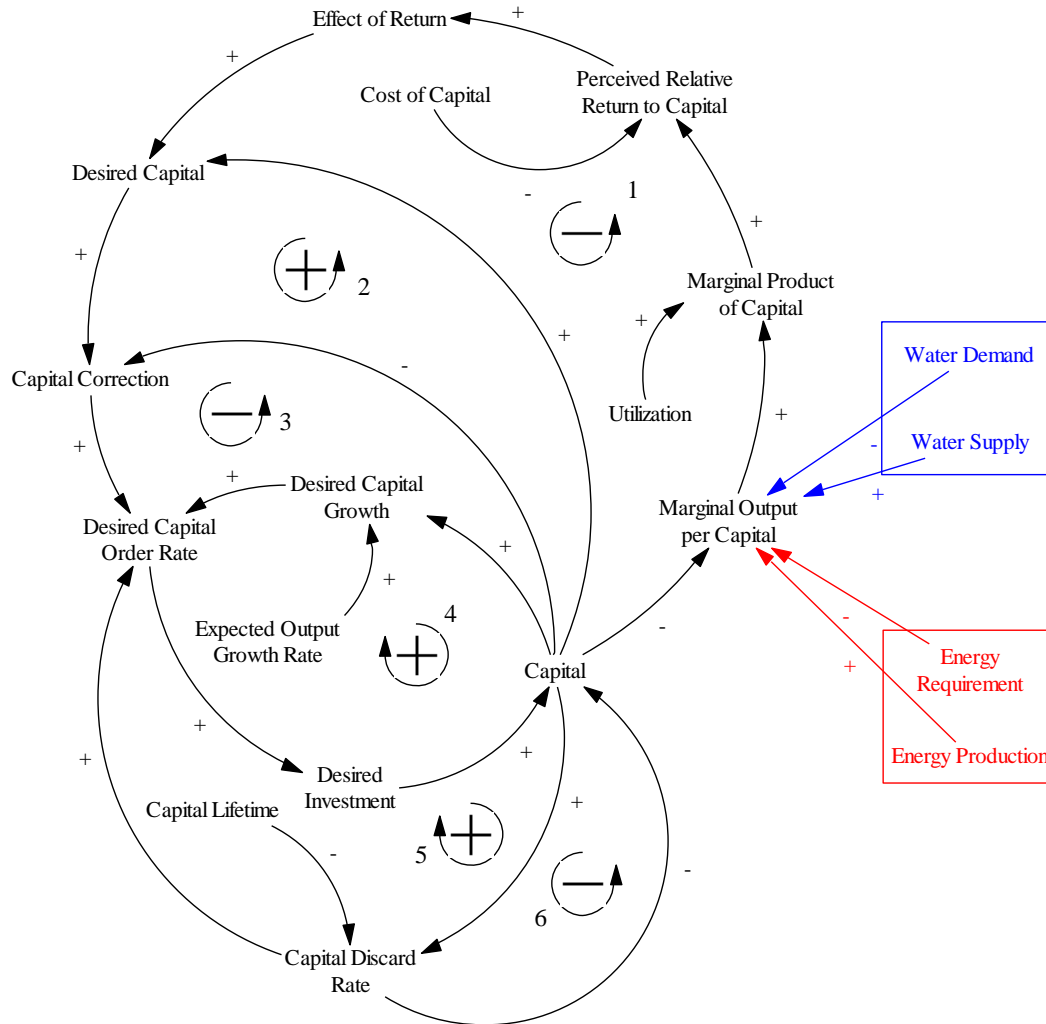 Effect of Return
+
+
Perceived Relative
Return to Capital
Cost of Capital
Desired Capital
-
1
+
+
2
Marginal Product
of Capital
+
+
-
Water Demand
Capital Correction
Utilization
3
+
+
+
-
Water Supply
Desired Capital
Growth
+
Marginal Output
per Capital
Desired Capital
Order Rate
+
+
4
-
-
Expected Output
Growth Rate
Capital
+
Energy
Requirement
+
+
+
Energy Production
Desired
Investment
Capital Lifetime
+
5
-
6
-
Capital Discard
Rate